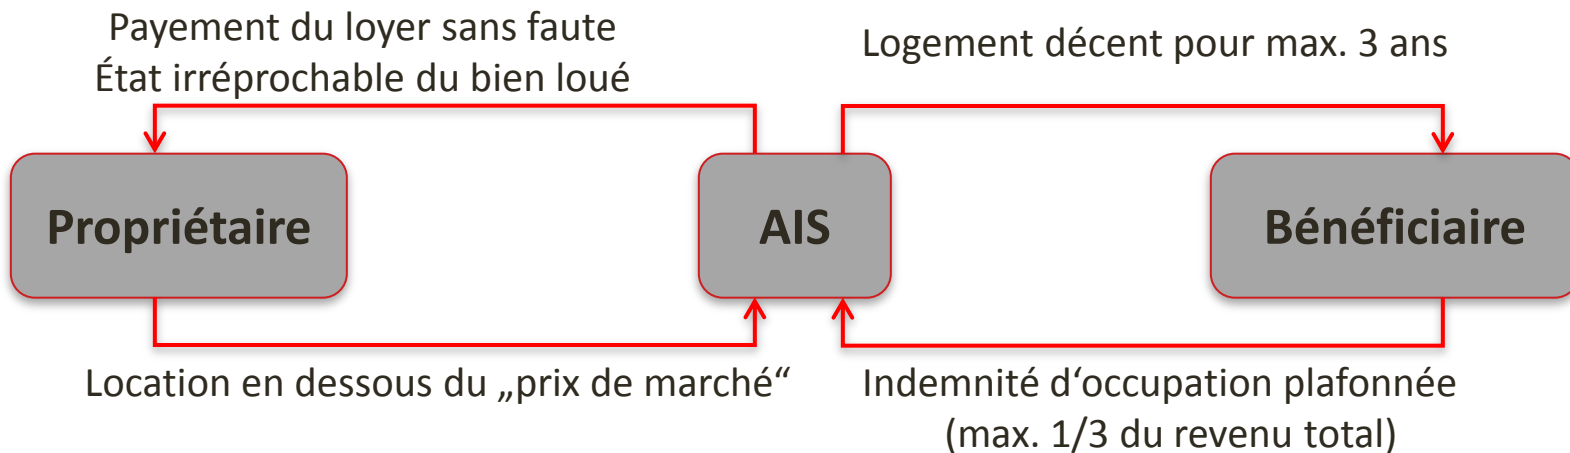 Payement du loyer sans faute
État irréprochable du bien loué
Logement décent pour max. 3 ans
Propriétaire
AIS
Bénéficiaire
Location en dessous du „prix de marché“
Indemnité d‘occupation plafonnée
(max. 1/3 du revenu total)